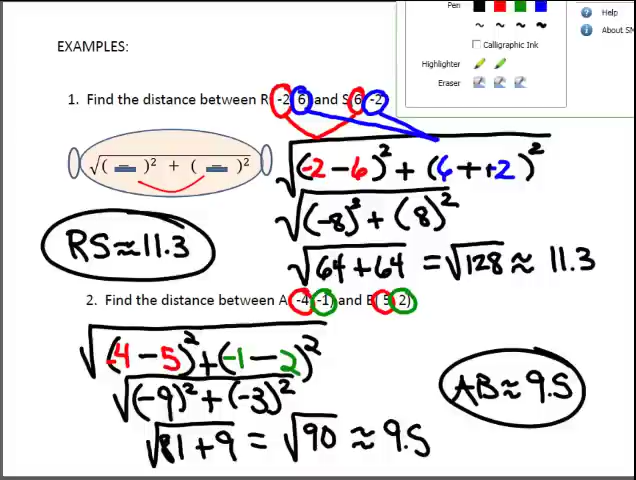 Pen
Help
About SM
Calligraphic Ink
Highlighter
Eraser
EXAMPLES:
1. Find the distance between R(-2, 6) and S(6, -2)
√(__)² + (__)²
√(-2-6)² + (6++2)²
√(-8)² + (8)²
RS≈11.3
√64+64 = √128 ≈ 11.3
2. Find the distance between A(-4, -1) and B(5, 2)
√(-4-5)² + (-1-2)²
√(-9)² + (-3)²
AB≈9.5
√81+9 = √90 ≈ 9.5